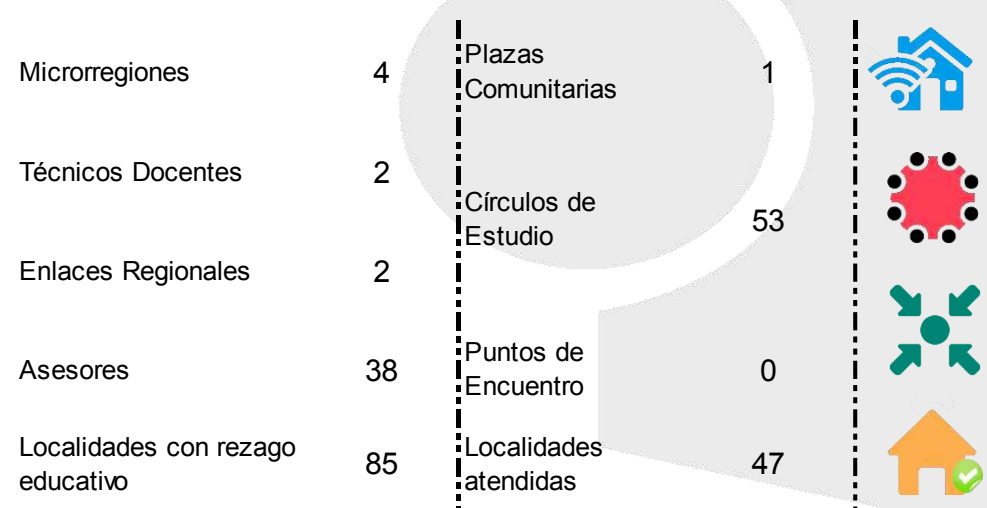 Microrregiones 4
Plazas
Comunitarias 1
Técnicos Docentes 2
Círculos de
Estudio 53
Enlaces Regionales 2
Asesores 38
Puntos de
Encuentro 0
Localidades con rezago
educativo 85
Localidades
atendidas 47